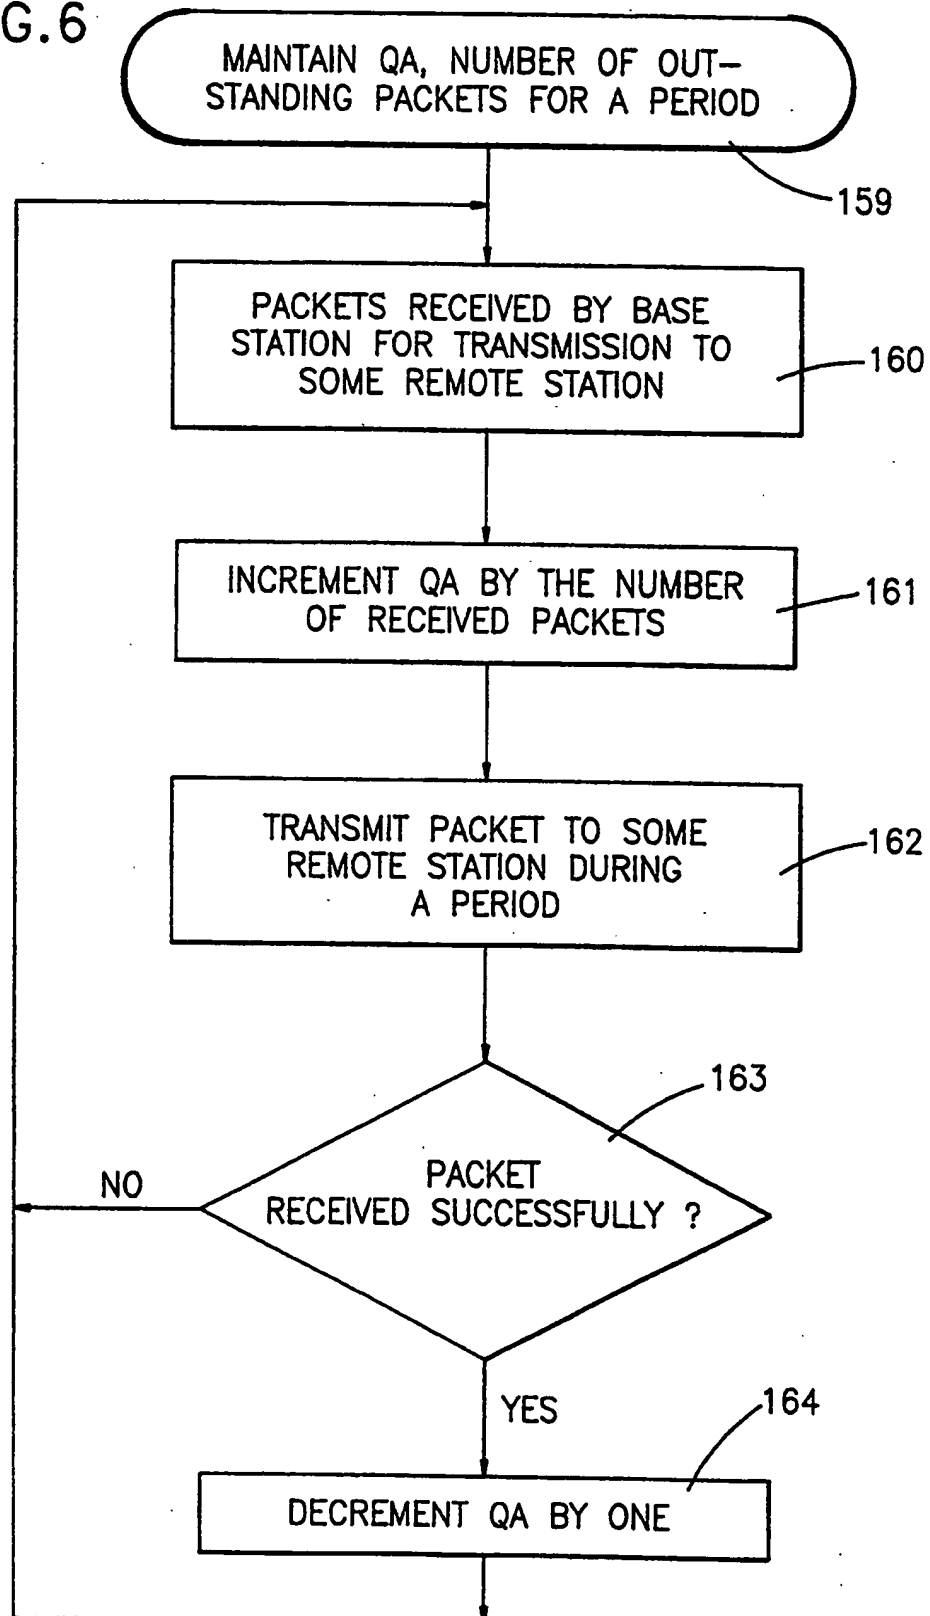 G.6
MAINTAIN QA, NUMBER OF OUT-
STANDING PACKETS FOR A PERIOD
159
PACKETS RECEIVED BY BASE
STATION FOR TRANSMISSION TO
SOME REMOTE STATION
160
INCREMENT QA BY THE NUMBER
OF RECEIVED PACKETS
161
TRANSMIT PACKET TO SOME
REMOTE STATION DURING
A PERIOD
162
163
PACKET
RECEIVED SUCCESSFULLY ?
NO
YES
164
DECREMENT QA BY ONE